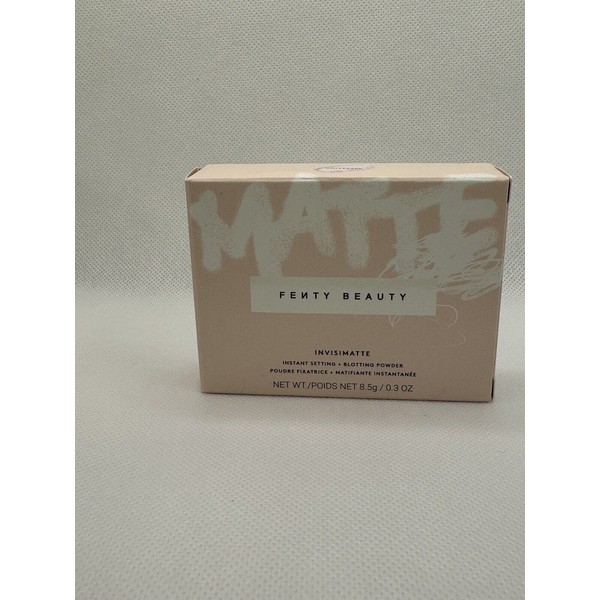 MATTE
FEИTY BEAUTY
INVISIMATTE
INSTANT SETTING + BLOTTING POWDER
POUDRE FIXATRICE + MATIFIANTE INSTANTANÉE
NET WT/POIDS NET 8.5g/0.3 OZ